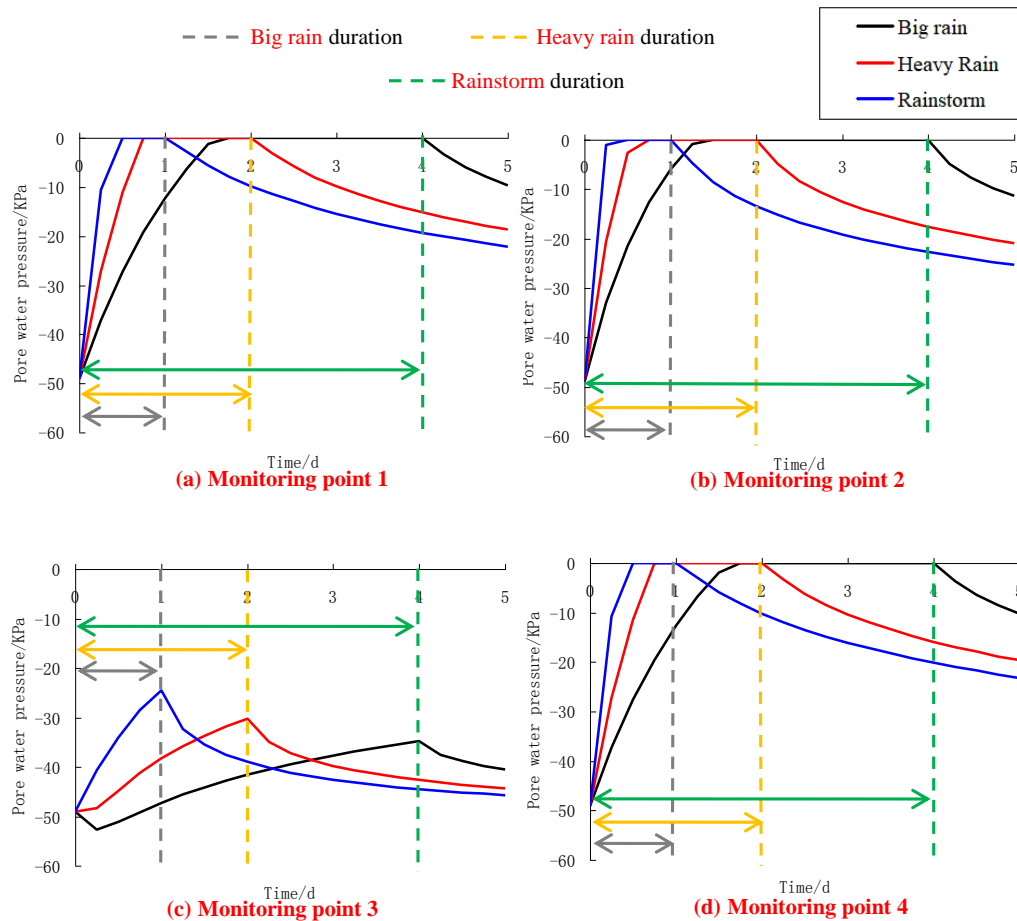 Big rain duration
Heavy rain duration
Rainstorm duration
Big rain
Heavy Rain
Rainstorm
Pore water pressure/KPa
0
-10
-20
-30
-40
-50
-60
0 1 2 3 4 5
Time/d
(a) Monitoring point 1
Pore water pressure/KPa
0
-10
-20
-30
-40
-50
-60
0 1 2 3 4 5
Time/d
(b) Monitoring point 2
Pore water pressure/KPa
0
-10
-20
-30
-40
-50
-60
0 1 2 3 4 5
Time/d
(c) Monitoring point 3
Pore water pressure/KPa
0
-10
-20
-30
-40
-50
-60
0 1 2 3 4 5
Time/d
(d) Monitoring point 4